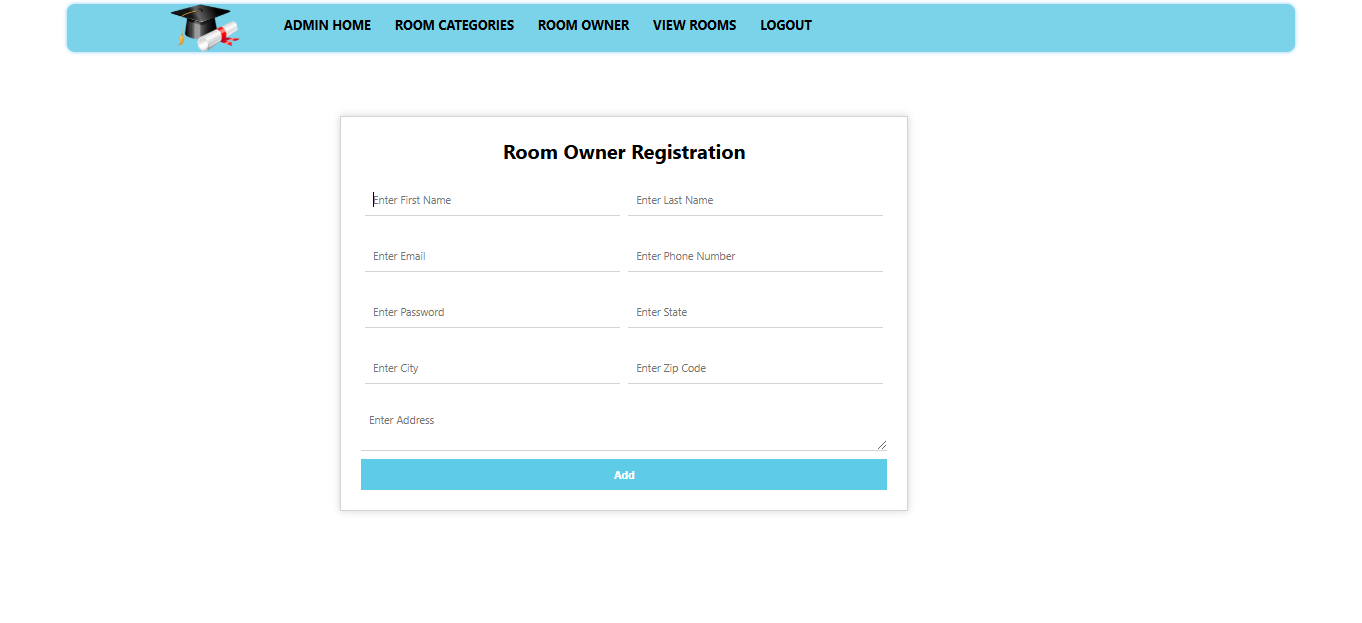 ADMIN HOME ROOM CATEGORIES ROOM OWNER VIEW ROOMS LOGOUT
Room Owner Registration
Enter First Name Enter Last Name
Enter Email Enter Phone Number
Enter Password Enter State
Enter City Enter Zip Code
Enter Address
Add